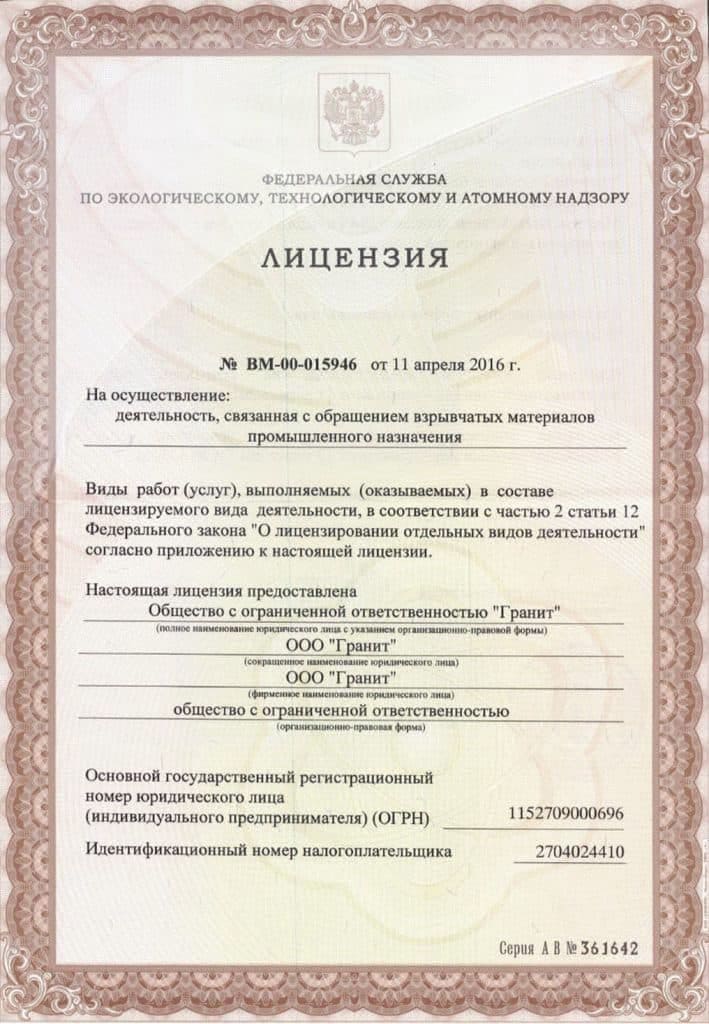 ФЕДЕРАЛЬНАЯ СЛУЖБА
ПО ЭКОЛОГИЧЕСКОМУ, ТЕХНОЛОГИЧЕСКОМУ И АТОМНОМУ НАДЗОРУ
ЛИЦЕНЗИЯ
№ ВМ-00-015946 от 11 апреля 2016 г.
На осуществление:
деятельность, связанная с обращением взрывчатых материалов
промышленного назначения
Виды работ (услуг), выполняемых (оказываемых) в составе
лицензируемого вида деятельности, в соответствии с частью 2 статьи 12
Федерального закона "О лицензировании отдельных видов деятельности"
согласно приложению к настоящей лицензии.
Настоящая лицензия предоставлена
Общество с ограниченной ответственностью "Гранит"
(полное наименование юридического лица с указанием организационно-правовой формы)
ООО "Гранит"
(сокращенное наименование юридического лица)
ООО "Гранит"
(фирменное наименование юридического лица)
общество с ограниченной ответственностью
(организационно-правовая форма)
Основной государственный регистрационный
номер юридического лица
(индивидуального предпринимателя) (ОГРН) 1152709000696
Идентификационный номер налогоплательщика 2704024410
Серия А В № 361642